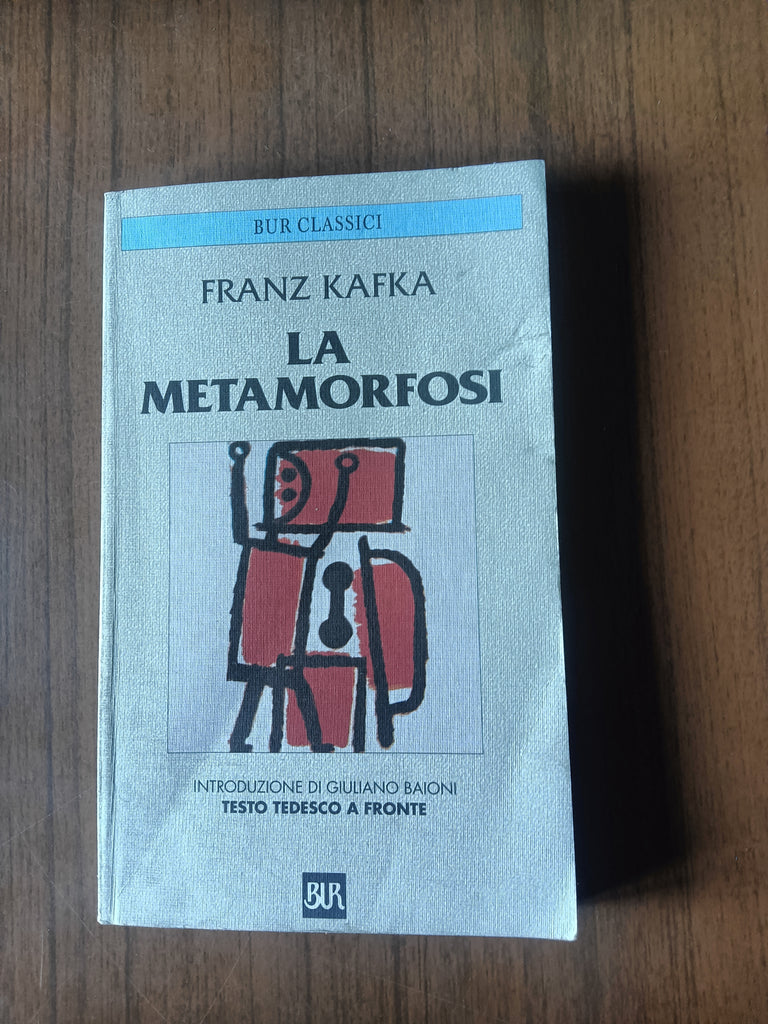 BUR CLASSICI
FRANZ KAFKA
LA
METAMORFOSI
INTRODUZIONE DI GIULIANO BAIONI
TESTO TEDESCO A FRONTE
BUR